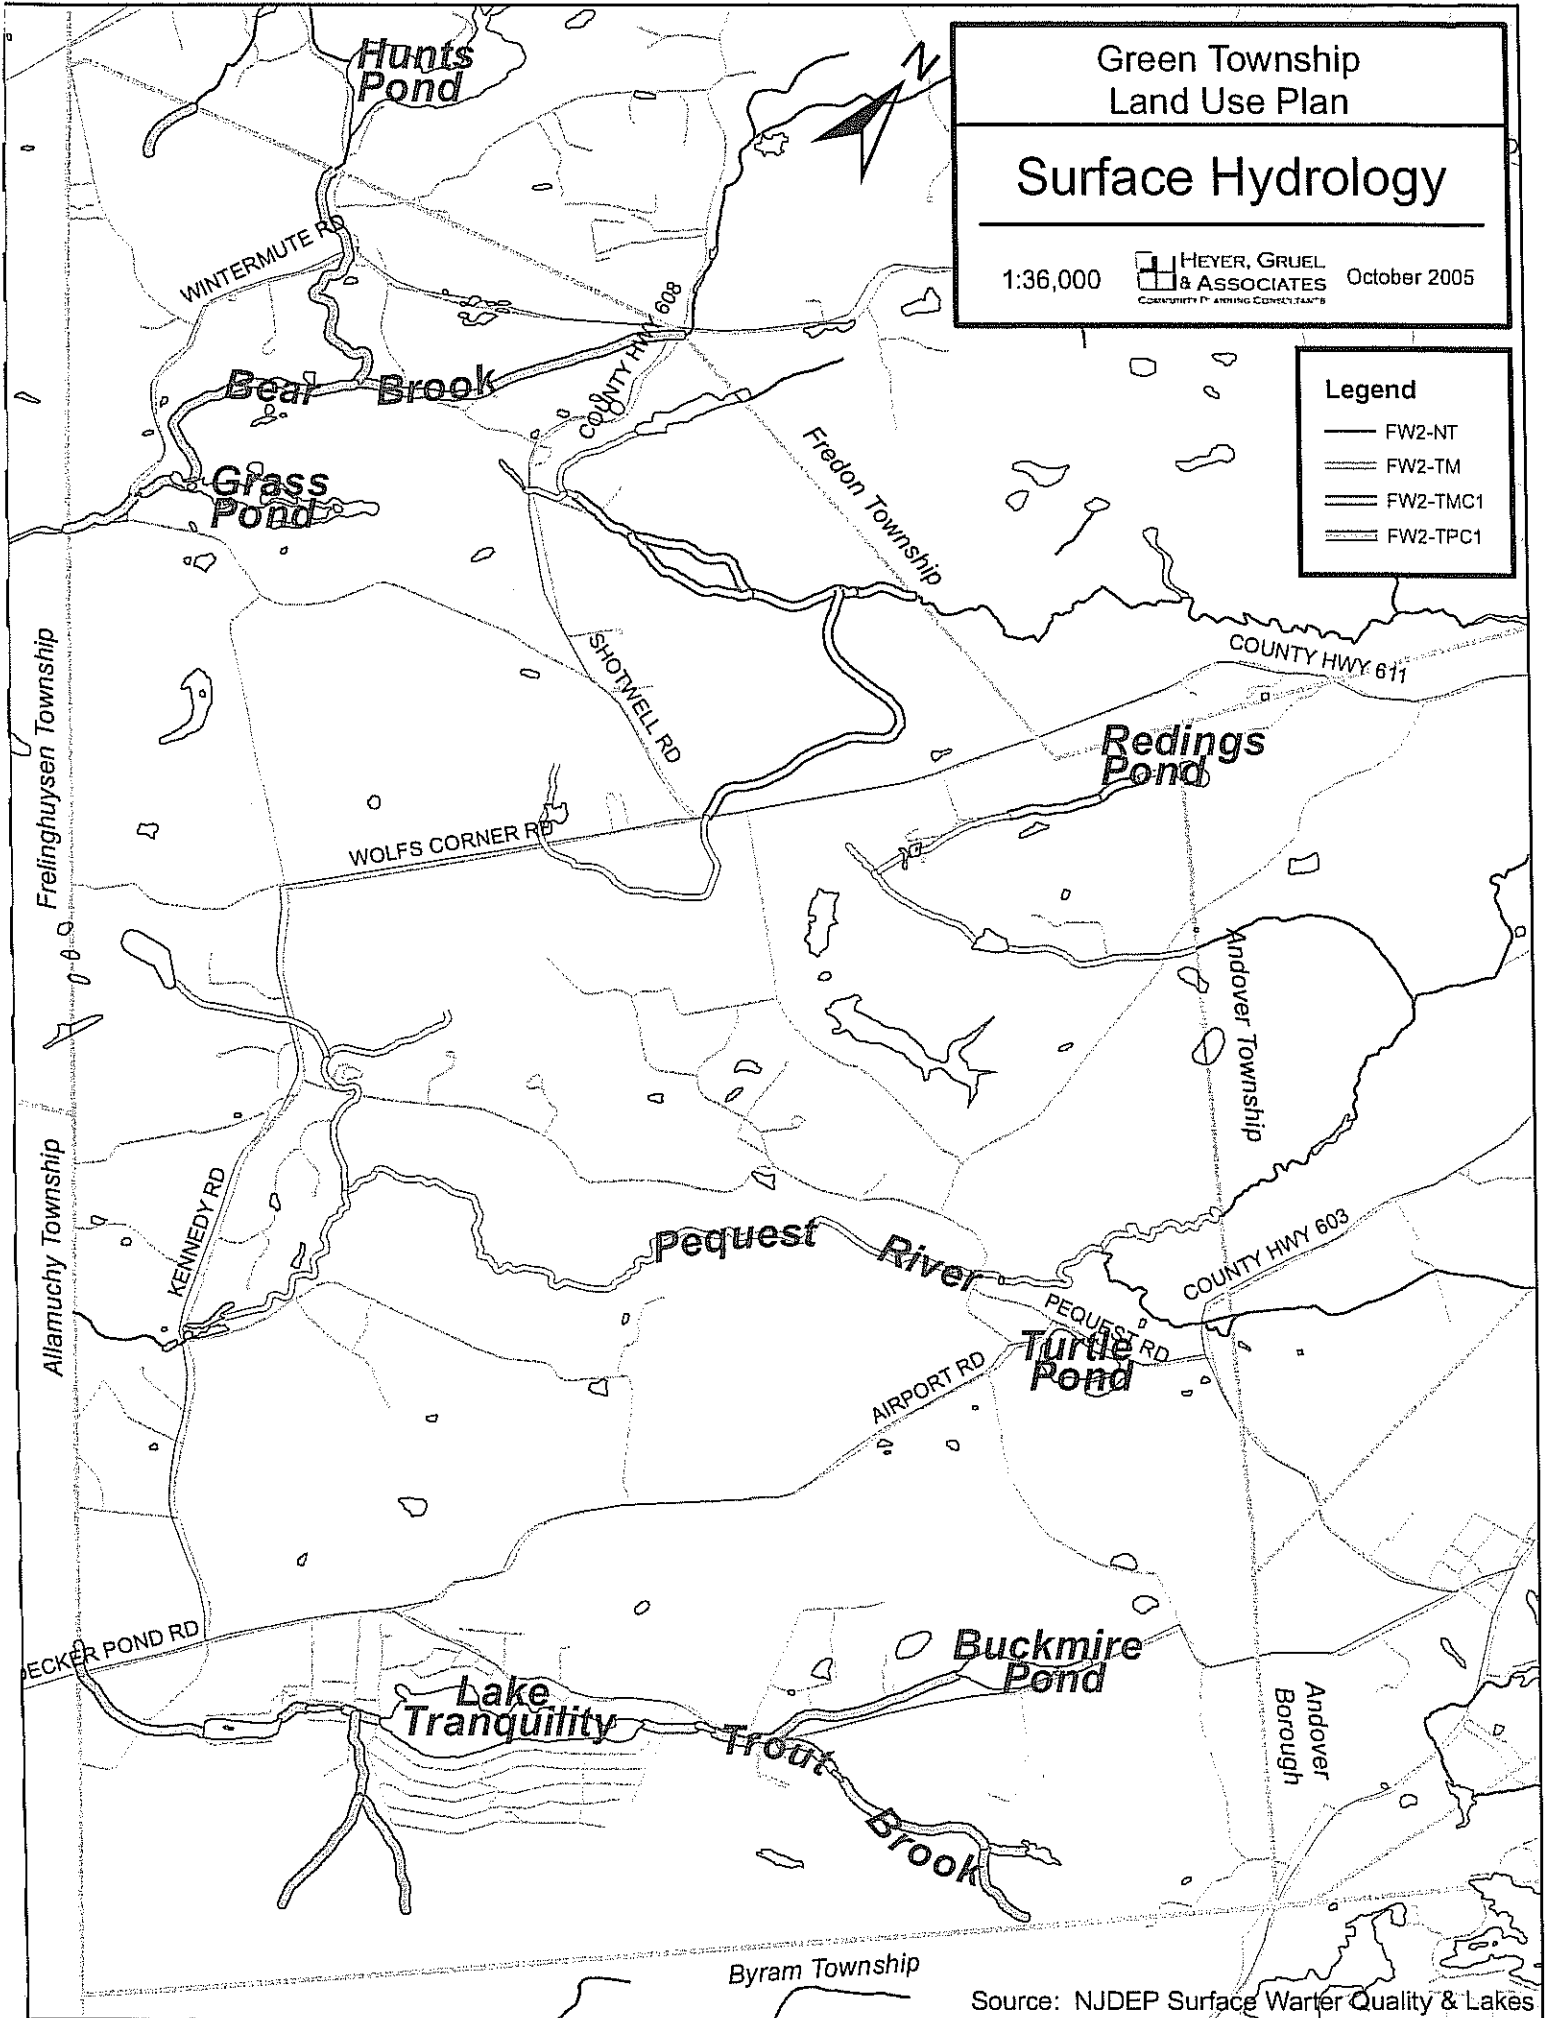 Green Township
Land Use Plan
Surface Hydrology
1:36,000
HEYER, GRUEL
& ASSOCIATES
COMMUNITY PLANNING CONSULTANTS
October 2005
N
Legend
FW2-NT
FW2-TM
FW2-TMC1
FW2-TPC1
Hunts
Pond
WINTERMUTE RD
COUNTY HWY 608
Bear Brook
Grass
Pond
Fredon Township
COUNTY HWY 611
SHOTWELL RD
Frelinghuysen Township
Redings
Pond
WOLFS CORNER RD
Andover Township
Allamuchy Township
KENNEDY RD
Pequest River
COUNTY HWY 603
PEQUEST RD
Turtle
Pond
AIRPORT RD
DECKER POND RD
Buckmire
Pond
Lake
Tranquility
Trout
Brook
Andover
Borough
Byram Township
Source: NJDEP Surface Warter Quality & Lakes